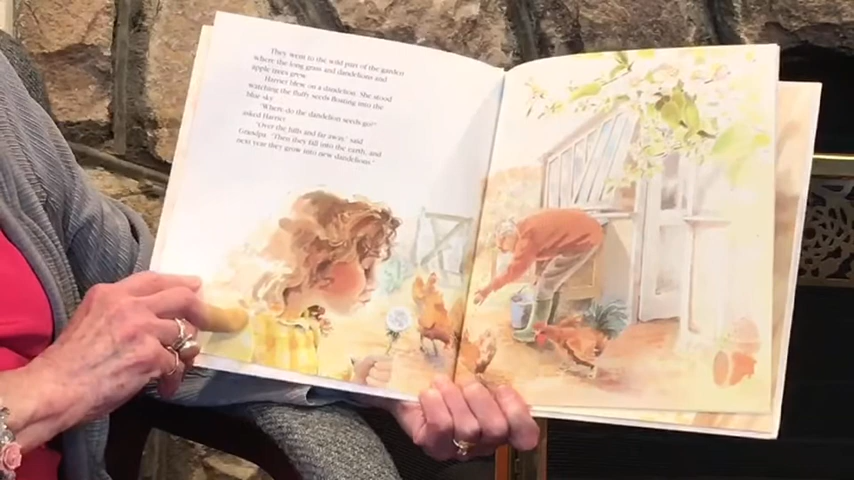 They went to the wild part of the garden
where the long grass and dandelions and
apple trees grew.
Harriet blew on a dandelion. She stood
watching the fluffy seeds floating into the
blue sky.
"Where do the dandelion seeds go?"
asked Harriet.
"Over the hills and far away," said
Grandpa. "Then they fall into the earth, and
next year they grow into new dandelions."